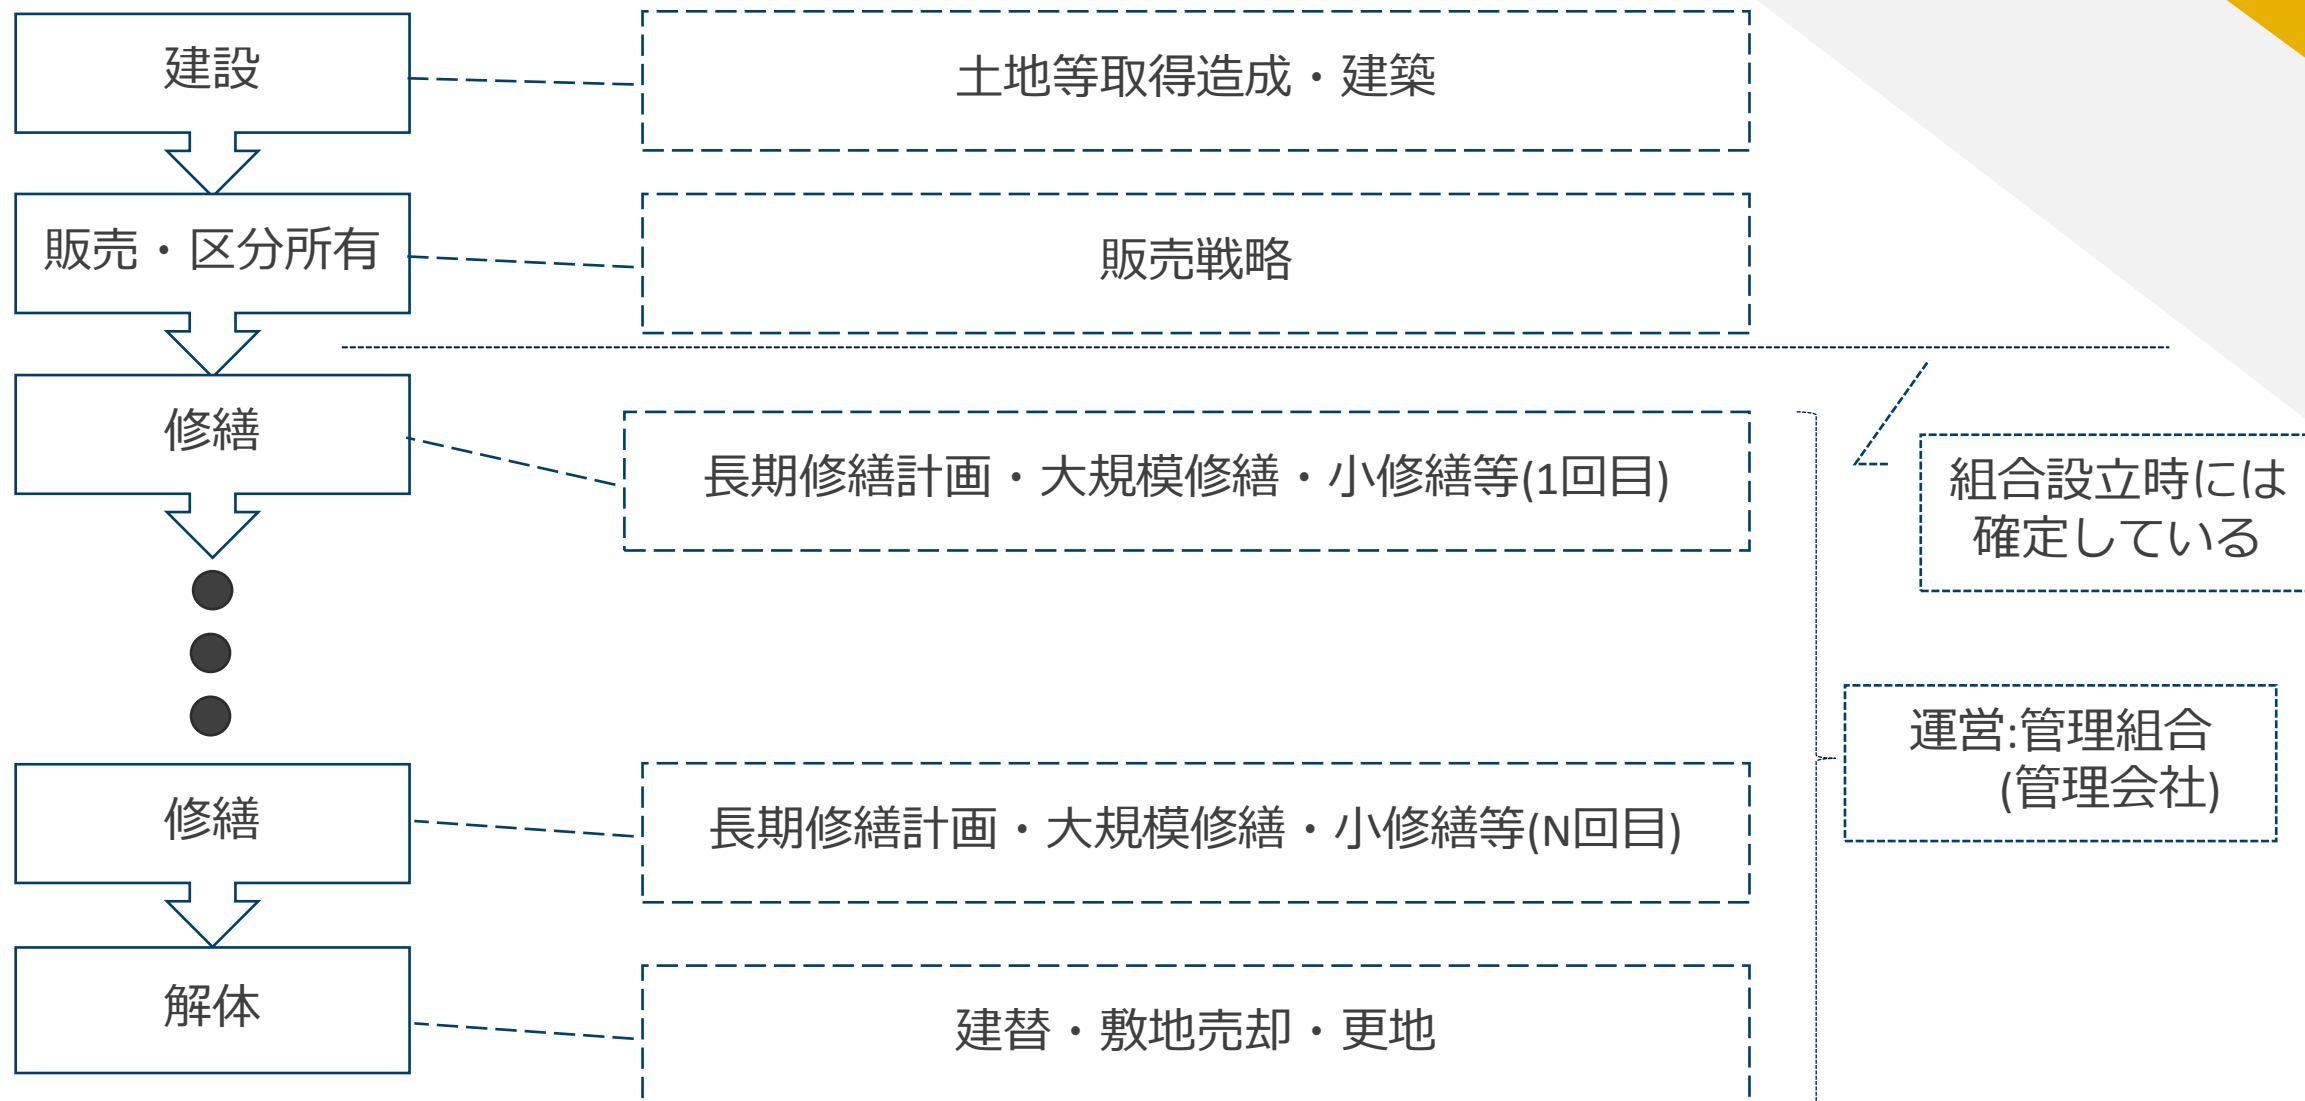 建設
土地等取得造成・建築
販売・区分所有
販売戦略
修繕
長期修繕計画・大規模修繕・小修繕等(1回目)
組合設立時には
確定している
運営:管理組合
(管理会社)
修繕
長期修繕計画・大規模修繕・小修繕等(N回目)
解体
建替・敷地売却・更地